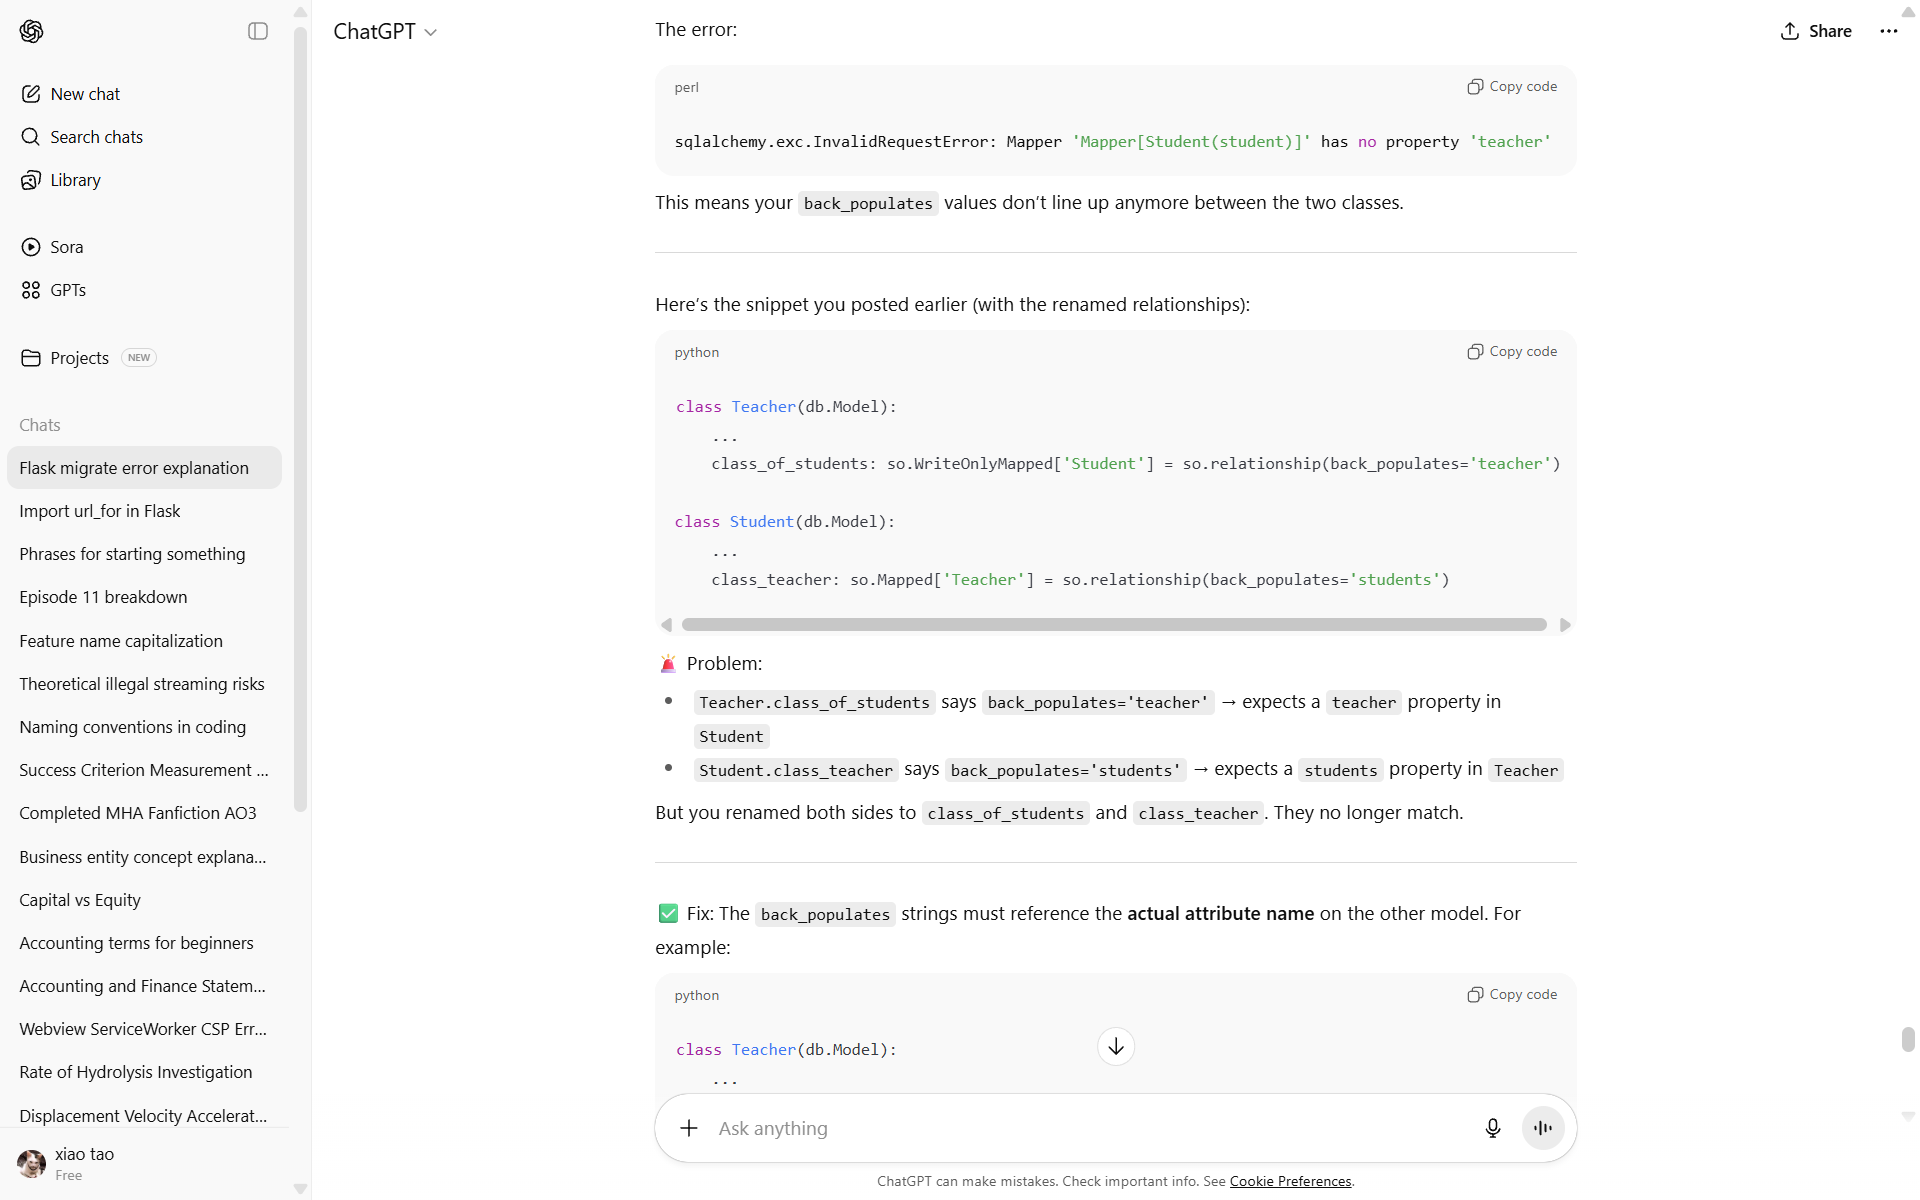 New chat
Search chats
Library
Sora
GPTs
Projects NEW
Chats
Flask migrate error explanation
Import url_for in Flask
Phrases for starting something
Episode 11 breakdown
Feature name capitalization
Theoretical illegal streaming risks
Naming conventions in coding
Success Criterion Measurement ...
Completed MHA Fanfiction AO3
Business entity concept explana...
Capital vs Equity
Accounting terms for beginners
Accounting and Finance Statem...
Webview ServiceWorker CSP Err...
Rate of Hydrolysis Investigation
Displacement Velocity Accelerat...
xiao tao
Free
ChatGPT
Share
The error:
perl
Copy code
sqlalchemy.exc.InvalidRequestError: Mapper 'Mapper[Student(student)]' has no property 'teacher'
This means your back_populates values don't line up anymore between the two classes.
Here's the snippet you posted earlier (with the renamed relationships):
python
Copy code
class Teacher(db.Model):
...
class_of_students: so.WriteOnlyMapped['Student'] = so.relationship(back_populates='teacher')
class Student(db.Model):
...
class_teacher: so.Mapped['Teacher'] = so.relationship(back_populates='students')
🚨 Problem:
• Teacher.class_of_students says back_populates='teacher' → expects a teacher property in
Student
• Student.class_teacher says back_populates='students' → expects a students property in Teacher
But you renamed both sides to class_of_students and class_teacher. They no longer match.
✅ Fix: The back_populates strings must reference the actual attribute name on the other model. For
example:
python
Copy code
class Teacher(db.Model):
...
Ask anything
ChatGPT can make mistakes. Check important info. See Cookie Preferences.